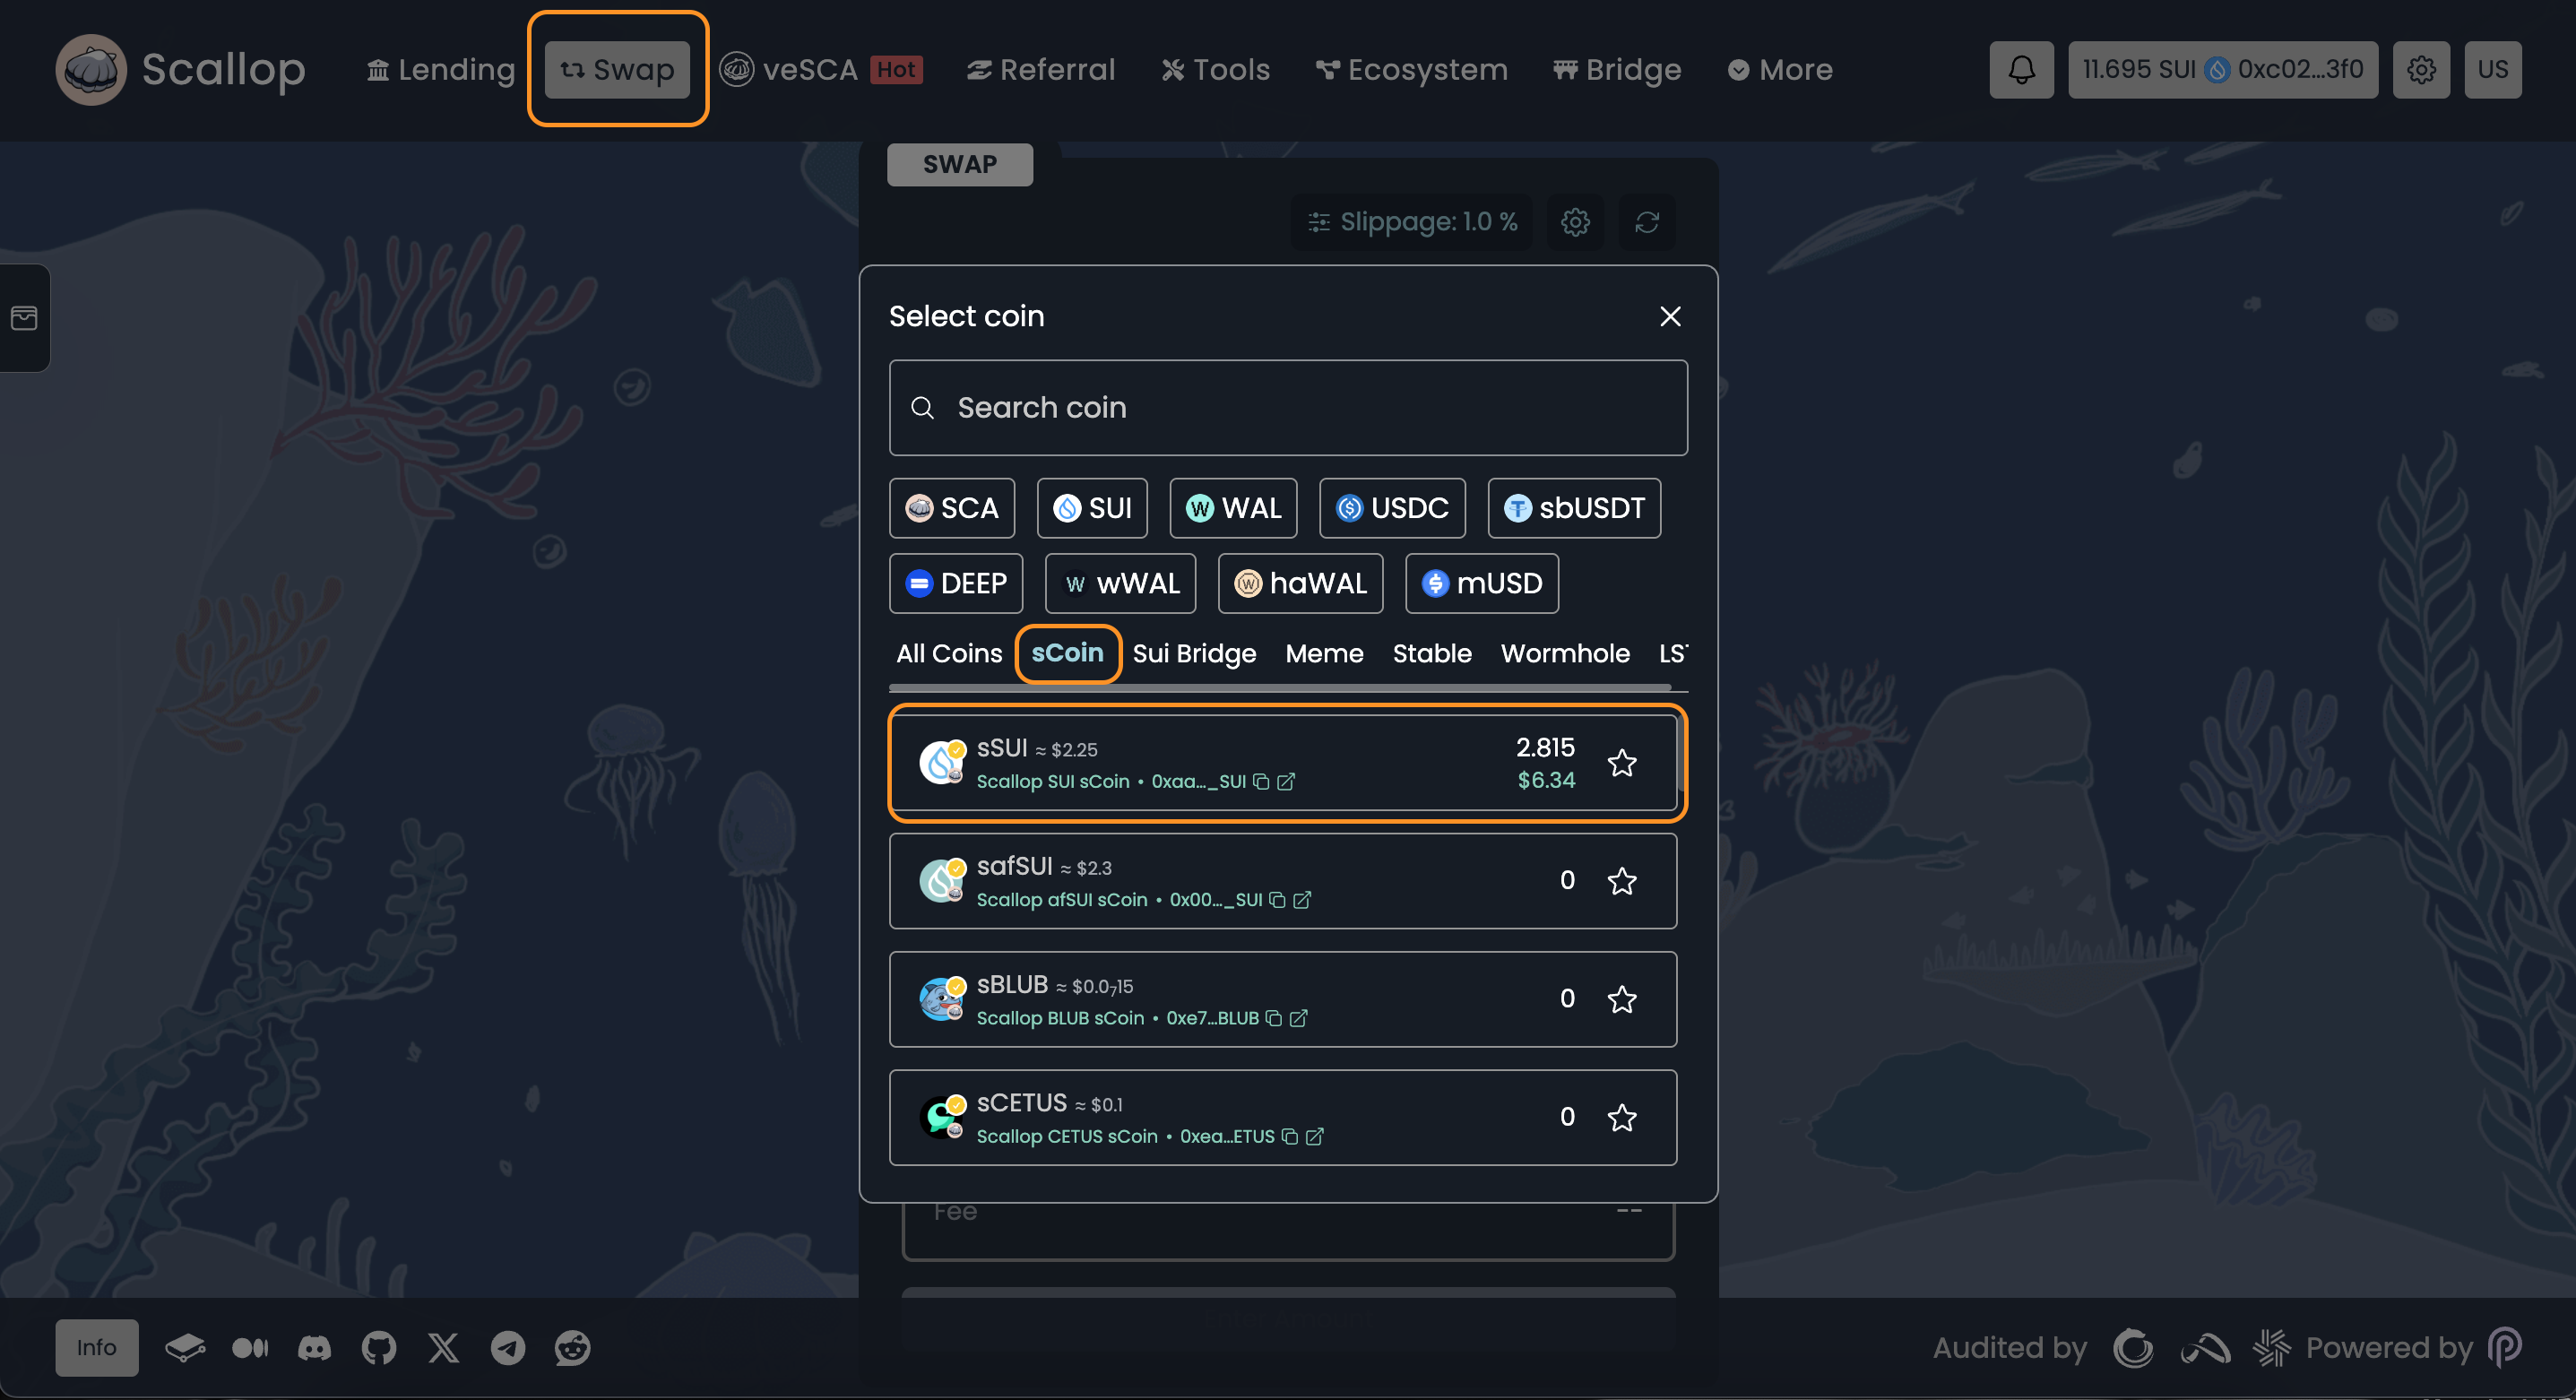 Scallop
Lending
Swap
veSCA Hot
Referral
Tools
Ecosystem
Bridge
More
11.695 SUI 0xc02...3f0
US
SWAP
Slippage: 1.0 %
Select coin
Search coin
SCA
SUI
WAL
USDC
sbUSDT
DEEP
wWAL
haWAL
mUSD
All Coins
sCoin
Sui Bridge
Meme
Stable
Wormhole
sSUI ≈ $2.25
Scallop SUI sCoin • 0xaa..._SUI
2.815
$6.34
safSUI ≈ $2.3
Scallop afSUI sCoin • 0x00..._SUI
0
sBLUB ≈ $0.0₇15
Scallop BLUB sCoin • 0xe7...BLUB
0
sCETUS ≈ $0.1
Scallop CETUS sCoin • 0xea...ETUS
0
Fee
--
Info
Audited by
Powered by